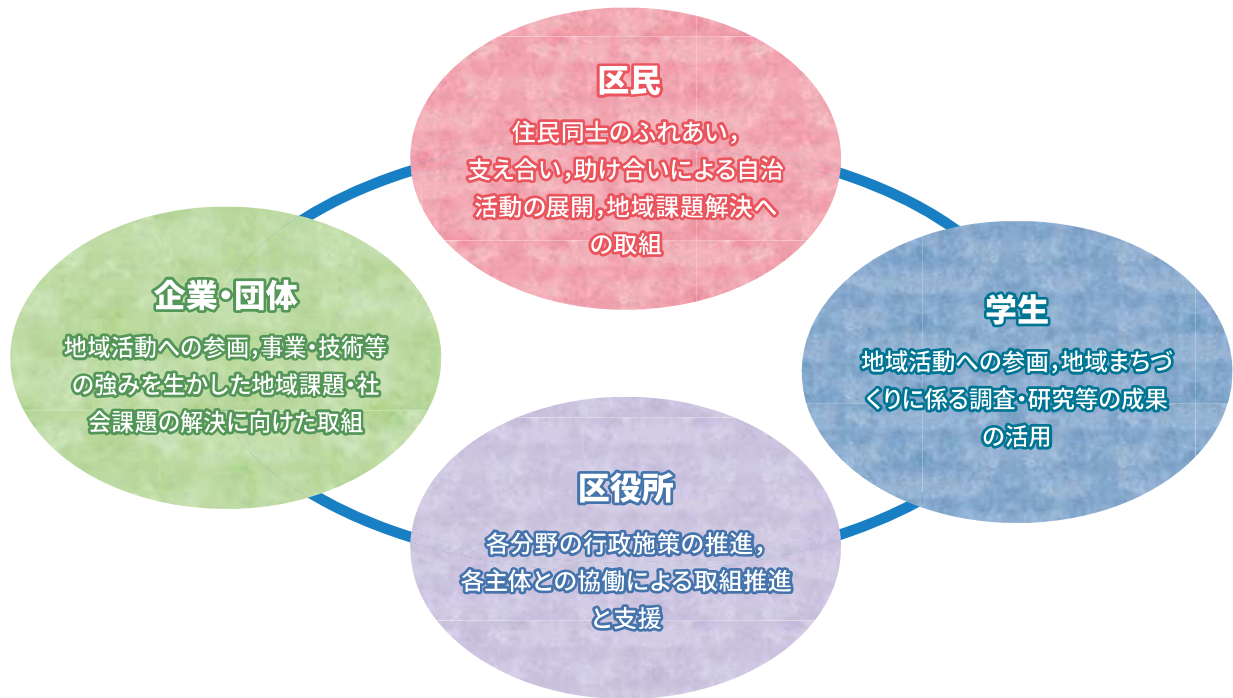 区民
住民同士のふれあい，
支え合い，助け合いによる自治
活動の展開，地域課題解決へ
の取組
企業・団体
地域活動への参画，事業・技術等
の強みを生かした地域課題・社
会課題の解決に向けた取組
学生
地域活動への参画，地域まちづ
くりに係る調査・研究等の成果
の活用
区役所
各分野の行政施策の推進，
各主体との協働による取組推進
と支援